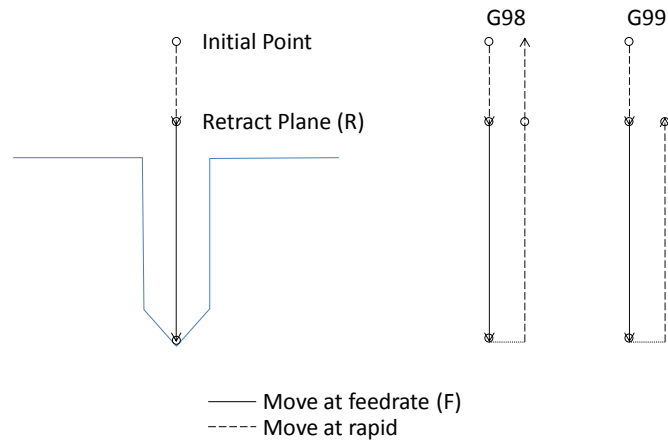 G98
G99
Initial Point
Retract Plane (R)
Move at feedrate (F)
Move at rapid